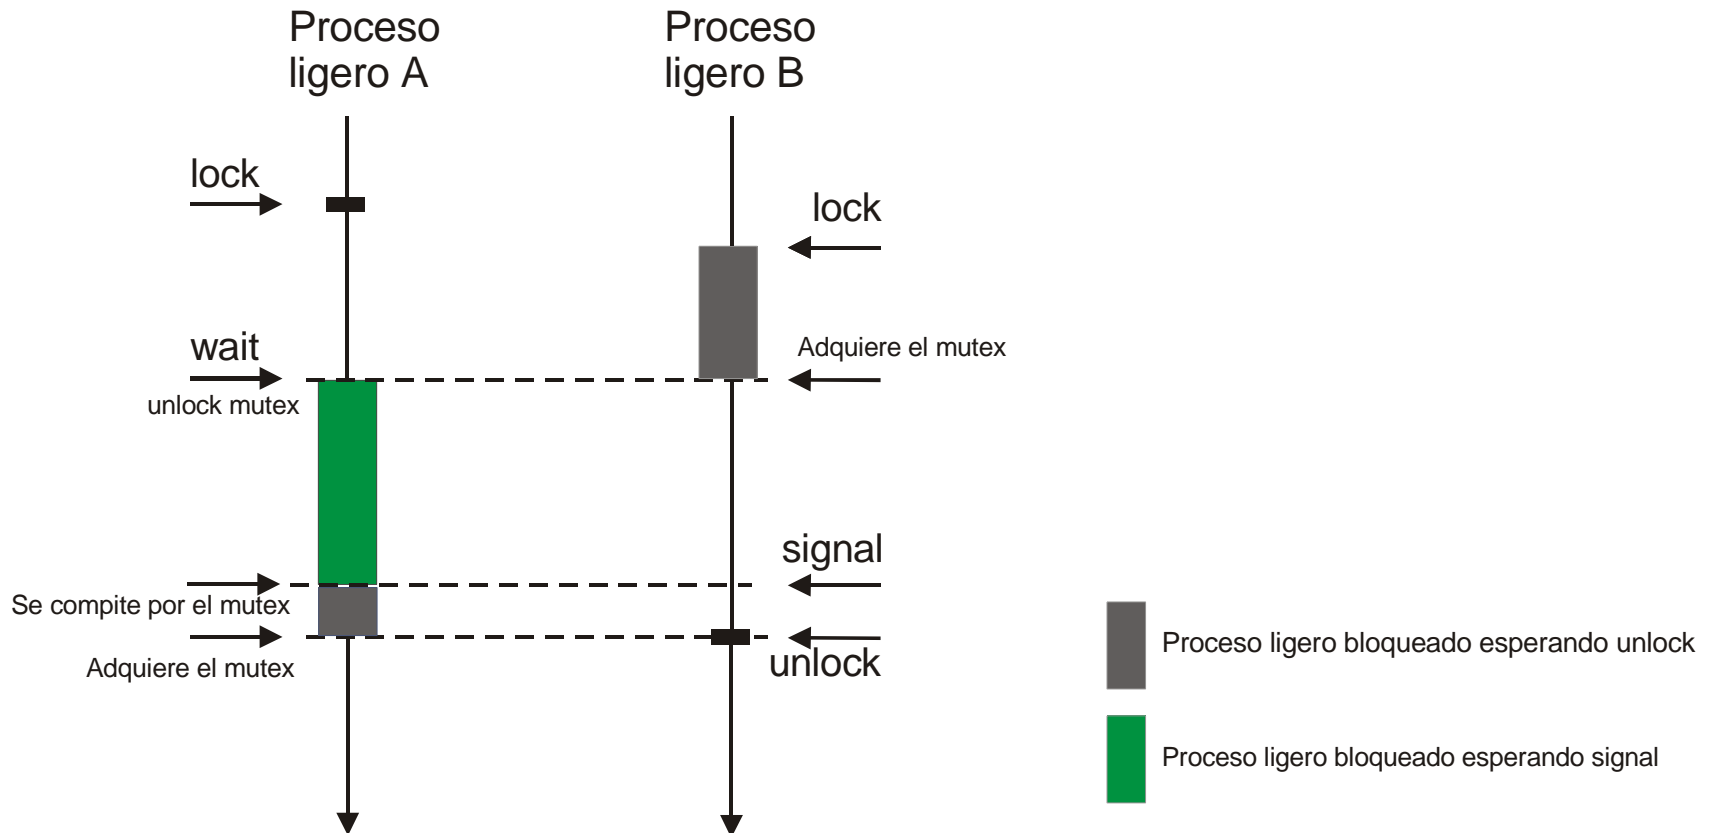 Proceso
ligero A
Proceso
ligero B
lock
lock
wait
Adquiere el mutex
unlock mutex
signal
Se compite por el mutex
Adquiere el mutex
unlock
Proceso ligero bloqueado esperando unlock
Proceso ligero bloqueado esperando signal